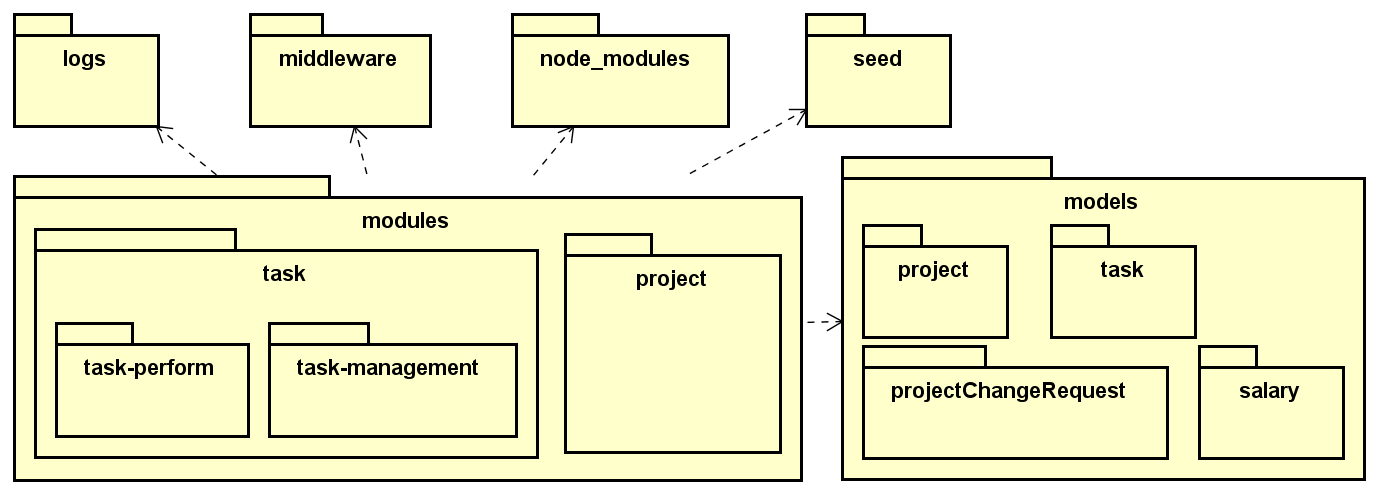 logs
middleware
node_modules
seed
modules
task
task-perform
task-management
project
models
project
task
projectChangeRequest
salary